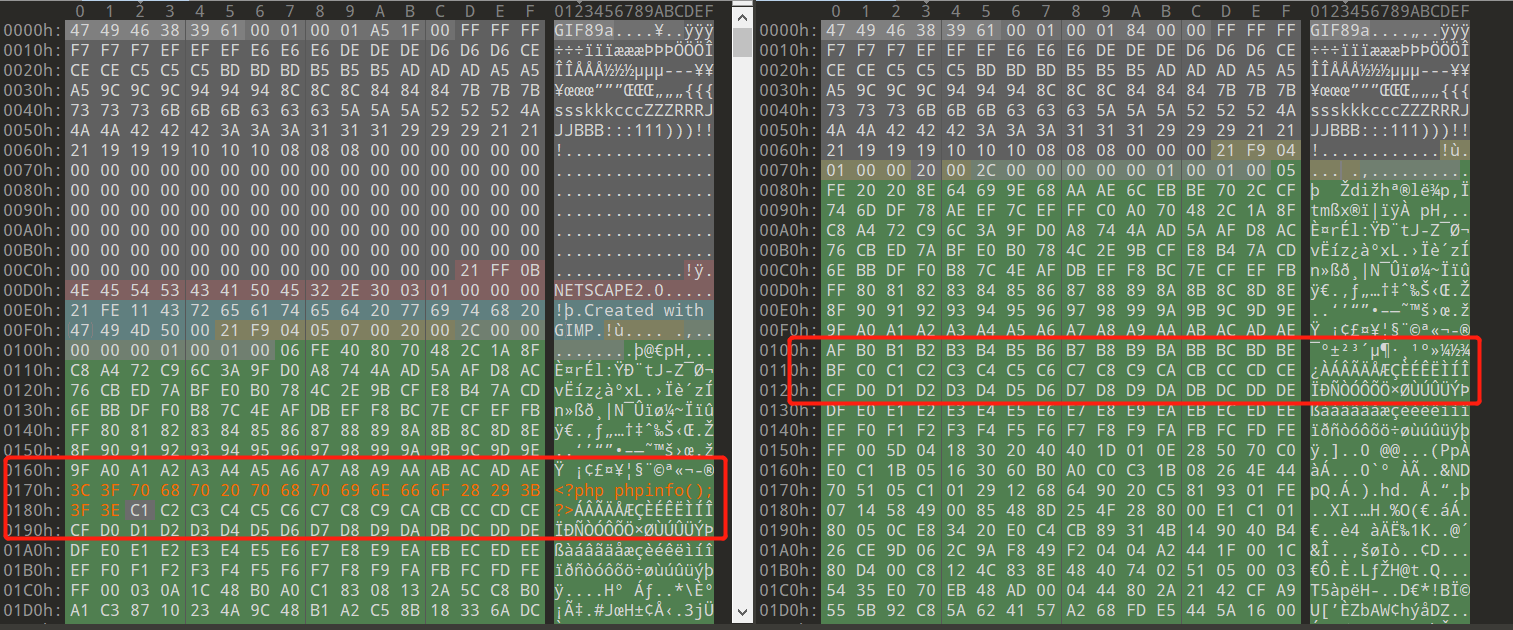 0 1 2 3 4 5 6 7 8 9 A B C D E F 0123456789ABCDEF
0000h: 47 49 46 38 39 61 00 01 00 01 A5 1F 00 FF FF FF GIF89a....¥..ÿÿÿ
0010h: F7 F7 F7 EF EF EF E6 E6 E6 DE DE DE D6 D6 D6 CE ÷÷÷ïïïæææÞÞÞÖÖÖÎ
0020h: CE CE C5 C5 C5 BD BD BD B5 B5 B5 AD AD AD A5 A5 ÎÎÅÅÅ½½½µµµ---¥¥
0030h: A5 9C 9C 9C 94 94 94 8C 8C 8C 84 84 84 7B 7B 7B ¥œœœ”””ŒŒŒ„„„{{{
0040h: 73 73 73 6B 6B 6B 63 63 63 5A 5A 5A 52 52 52 4A ssskkkcccZZZRRRJ
0050h: 4A 4A 42 42 42 3A 3A 3A 31 31 31 29 29 29 21 21 JJBBB:::111)))!!
0060h: 21 19 19 19 10 10 10 08 08 08 00 00 00 00 00 00 !...............
0070h: 00 00 00 00 00 00 00 00 00 00 00 00 00 00 00 00 ................
0080h: 00 00 00 00 00 00 00 00 00 00 00 00 00 00 00 00 ................
0090h: 00 00 00 00 00 00 00 00 00 00 00 00 00 00 00 00 ................
00A0h: 00 00 00 00 00 00 00 00 00 00 00 00 00 00 00 00 ................
00B0h: 00 00 00 00 00 00 00 00 00 00 00 00 00 00 00 00 ................
00C0h: 00 00 00 00 00 00 00 00 00 00 00 00 00 21 FF 0B .............!ÿ.
00D0h: 4E 45 54 53 43 41 50 45 32 2E 30 03 01 00 00 00 NETSCAPE2.0.....
00E0h: 21 FE 11 43 72 65 61 74 65 64 20 77 69 74 68 20 !þ.Created with
00F0h: 47 49 4D 50 00 21 F9 04 05 07 00 20 00 2C 00 00 GIMP.!ù.... .,..
0100h: 00 00 00 01 00 01 00 06 FE 40 80 70 48 2C 1A 8F ........þ@€pH,..
0110h: C8 A4 72 C9 6C 3A 9F D0 A8 74 4A AD 5A AF D8 AC È¤rÉl:ŸÐ¨tJ-Z¯Ø¬
0120h: 76 CB ED 7A BF E0 B0 78 4C 2E 9B CF E8 B4 7A CD vËíz¿à°xL.›Ïè´zÍ
0130h: 6E BB DF F0 B8 7C 4E AF DB EF F8 BC 7E CF EF FB n»ßð¸|N¯Ûïø¼~Ïïû
0140h: FF 80 81 82 83 84 85 86 87 88 89 8A 8B 8C 8D 8E ÿ€.‚ƒ„…†‡ˆ‰Š‹Œ.Ž
0150h: 8F 90 91 92 93 94 95 96 97 98 99 9A 9B 9C 9D 9E ..‘’“”•–—˜™š›œ.ž
0160h: 9F A0 A1 A2 A3 A4 A5 A6 A7 A8 A9 AA AB AC AD AE Ÿ ¡¢£¤¥¦§¨©ª«¬-®
0170h: 3C 3F 70 68 70 20 70 68 70 69 6E 66 6F 28 29 3B <?php phpinfo();
0180h: 3F 3E C1 C2 C3 C4 C5 C6 C7 C8 C9 CA CB CC CD CE ?>ÁÂÃÄÅÆÇÈÉÊËÌÍÎ
0190h: CF D0 D1 D2 D3 D4 D5 D6 D7 D8 D9 DA DB DC DD DE ÏÐÑÒÓÔÕÖ×ØÙÚÛÜÝÞ
01A0h: DF E0 E1 E2 E3 E4 E5 E6 E7 E8 E9 EA EB EC ED EE ßàáâãäåæçèéêëìíî
01B0h: EF F0 F1 F2 F3 F4 F5 F6 F7 F8 F9 FA FB FC FD FE ïðñòóôõö÷øùúûüýþ
01C0h: FF 00 03 0A 1C 48 B0 A0 C1 83 08 13 2A 5C C8 B0 ÿ....H° Áƒ..*\È°
01D0h: A1 C3 87 10 23 4A 9C 48 B1 A2 C5 8B 18 33 6A DC ¡Ã‡.#JœH±¢Å‹.3jÜ
0 1 2 3 4 5 6 7 8 9 A B C D E F 0123456789ABCDEF
0000h: 47 49 46 38 39 61 00 01 00 01 84 00 00 FF FF FF GIF89a....„..ÿÿÿ
0010h: F7 F7 F7 EF EF EF E6 E6 E6 DE DE DE D6 D6 D6 CE ÷÷÷ïïïæææÞÞÞÖÖÖÎ
0020h: CE CE C5 C5 C5 BD BD BD B5 B5 B5 AD AD AD A5 A5 ÎÎÅÅÅ½½½µµµ---¥¥
0030h: A5 9C 9C 9C 94 94 94 8C 8C 8C 84 84 84 7B 7B 7B ¥œœœ”””ŒŒŒ„„„{{{
0040h: 73 73 73 6B 6B 6B 63 63 63 5A 5A 5A 52 52 52 4A ssskkkcccZZZRRRJ
0050h: 4A 4A 42 42 42 3A 3A 3A 31 31 31 29 29 29 21 21 JJBBB:::111)))!!
0060h: 21 19 19 19 10 10 10 08 08 08 00 00 00 21 F9 04 !............!ù.
0070h: 01 00 00 20 00 2C 00 00 00 00 00 01 00 01 00 05 ... .,..........
0080h: FE 20 20 8E 64 69 9E 68 AA AE 6C EB BE 70 2C CF þ  Ždižhª®lë¾p,Ï
0090h: 74 6D DF 78 AE EF 7C EF FF C0 A0 70 48 2C 1A 8F tmßx®ï|ïÿÀ pH,..
00A0h: C8 A4 72 C9 6C 3A 9F D0 A8 74 4A AD 5A AF D8 AC È¤rÉl:ŸÐ¨tJ-Z¯Ø¬
00B0h: 76 CB ED 7A BF E0 B0 78 4C 2E 9B CF E8 B4 7A CD vËíz¿à°xL.›Ïè´zÍ
00C0h: 6E BB DF F0 B8 7C 4E AF DB EF F8 BC 7E CF EF FB n»ßð¸|N¯Ûïø¼~Ïïû
00D0h: FF 80 81 82 83 84 85 86 87 88 89 8A 8B 8C 8D 8E ÿ€.‚ƒ„…†‡ˆ‰Š‹Œ.Ž
00E0h: 8F 90 91 92 93 94 95 96 97 98 99 9A 9B 9C 9D 9E ..‘’“”•–—˜™š›œ.ž
00F0h: 9F A0 A1 A2 A3 A4 A5 A6 A7 A8 A9 AA AB AC AD AE Ÿ ¡¢£¤¥¦§¨©ª«¬-®
0100h: AF B0 B1 B2 B3 B4 B5 B6 B7 B8 B9 BA BB BC BD BE ¯°±²³´µ¶·¸¹º»¼½¾
0110h: BF C0 C1 C2 C3 C4 C5 C6 C7 C8 C9 CA CB CC CD CE ¿ÀÁÂÃÄÅÆÇÈÉÊËÌÍÎ
0120h: CF D0 D1 D2 D3 D4 D5 D6 D7 D8 D9 DA DB DC DD DE ÏÐÑÒÓÔÕÖ×ØÙÚÛÜÝÞ
0130h: DF E0 E1 E2 E3 E4 E5 E6 E7 E8 E9 EA EB EC ED EE ßàáâãäåæçèéêëìíî
0140h: EF F0 F1 F2 F3 F4 F5 F6 F7 F8 F9 FA FB FC FD FE ïðñòóôõö÷øùúûüýþ
0150h: FF 00 5D 04 18 30 20 40 40 1D 01 0E 28 50 70 C0 ÿ.]..0 @@...(PpÀ
0160h: E0 C1 1B 05 16 30 60 B0 A0 C0 C3 1B 08 26 4E 44 àÁ...0`° ÀÃ..&ND
0170h: 70 51 05 C1 01 29 12 68 64 90 20 C5 81 93 01 FE pQ.Á.).hd. Å.“.þ
0180h: 07 14 58 49 00 85 48 8D 25 28 80 00 E1 C1 01 ..XI.…H.%(€.áÁ.
0190h: 80 05 0C E8 34 20 E0 C4 CB 89 31 4B 14 90 40 B4 €..è4 àÄË‰1K..@´
01A0h: 26 CE 9D 06 2C 9A F8 49 F2 04 04 A2 44 1F 00 1C &Î..,šøIò..¢D...
01B0h: 80 D4 00 C8 12 4C 83 8E 48 40 74 02 51 05 00 03 €Ô.È.LƒŽH@t.Q...
01C0h: 54 35 E0 70 EB 48 AD 00 04 44 80 2A 21 42 CF A9 T5àpëH-..D€*!BÏ©
01D0h: 55 5B 92 C8 5A 62 41 57 A2 68 FD E5 44 5A 16 00 U[’ÈZbAW¢hýåDZ..